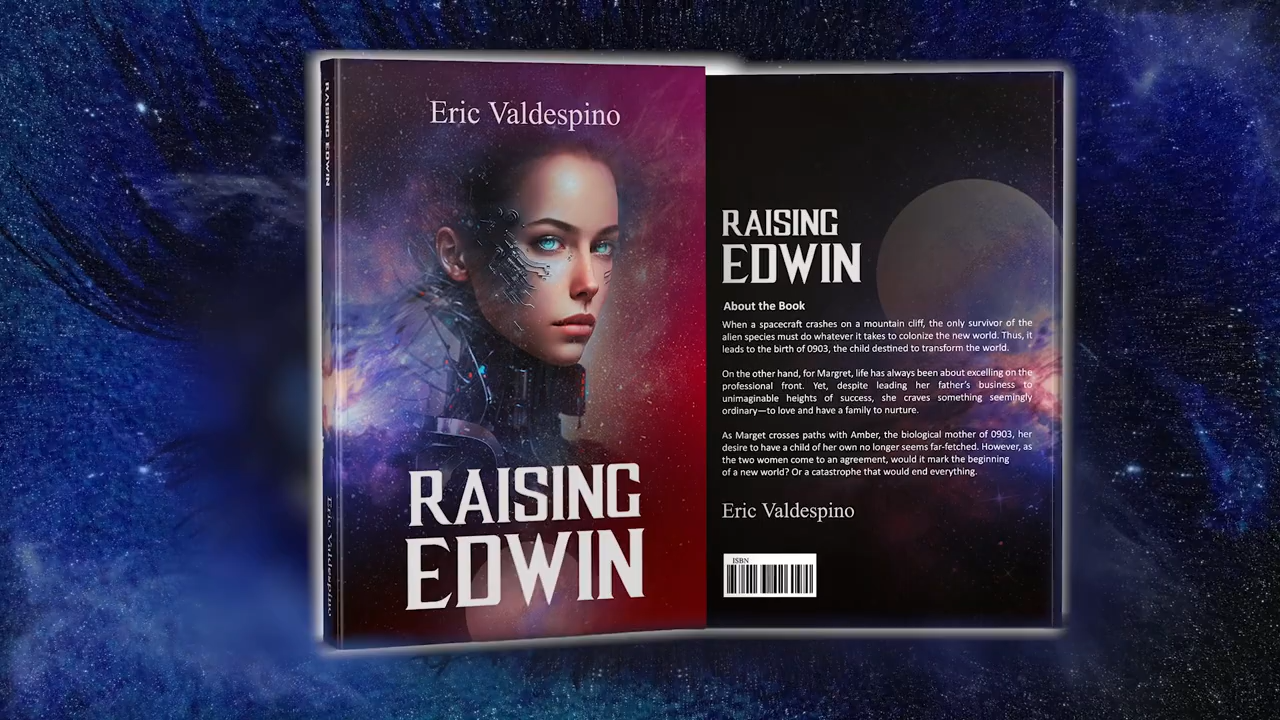 RAISING EDWIN
Eric Valdespino
Eric Valdespino
RAISING
EDWIN
RAISING
EDWIN
About the Book
When a spacecraft crashes on a mountain cliff, the only survivor of the
alien species must do whatever it takes to colonize the new world. Thus, it
leads to the birth of 0903, the child destined to transform the world.
On the other hand, for Margret, life has always been about excelling on the
professional front. Yet, despite leading her father's business to
unimaginable heights of success, she craves something seemingly
ordinary—to love and have a family to nurture.
As Marget crosses paths with Amber, the biological mother of 0903, her
desire to have a child of her own no longer seems far-fetched. However, as
the two women come to an agreement, would it mark the beginning
of a new world? Or a catastrophe that would end everything.
Eric Valdespino
ISBN